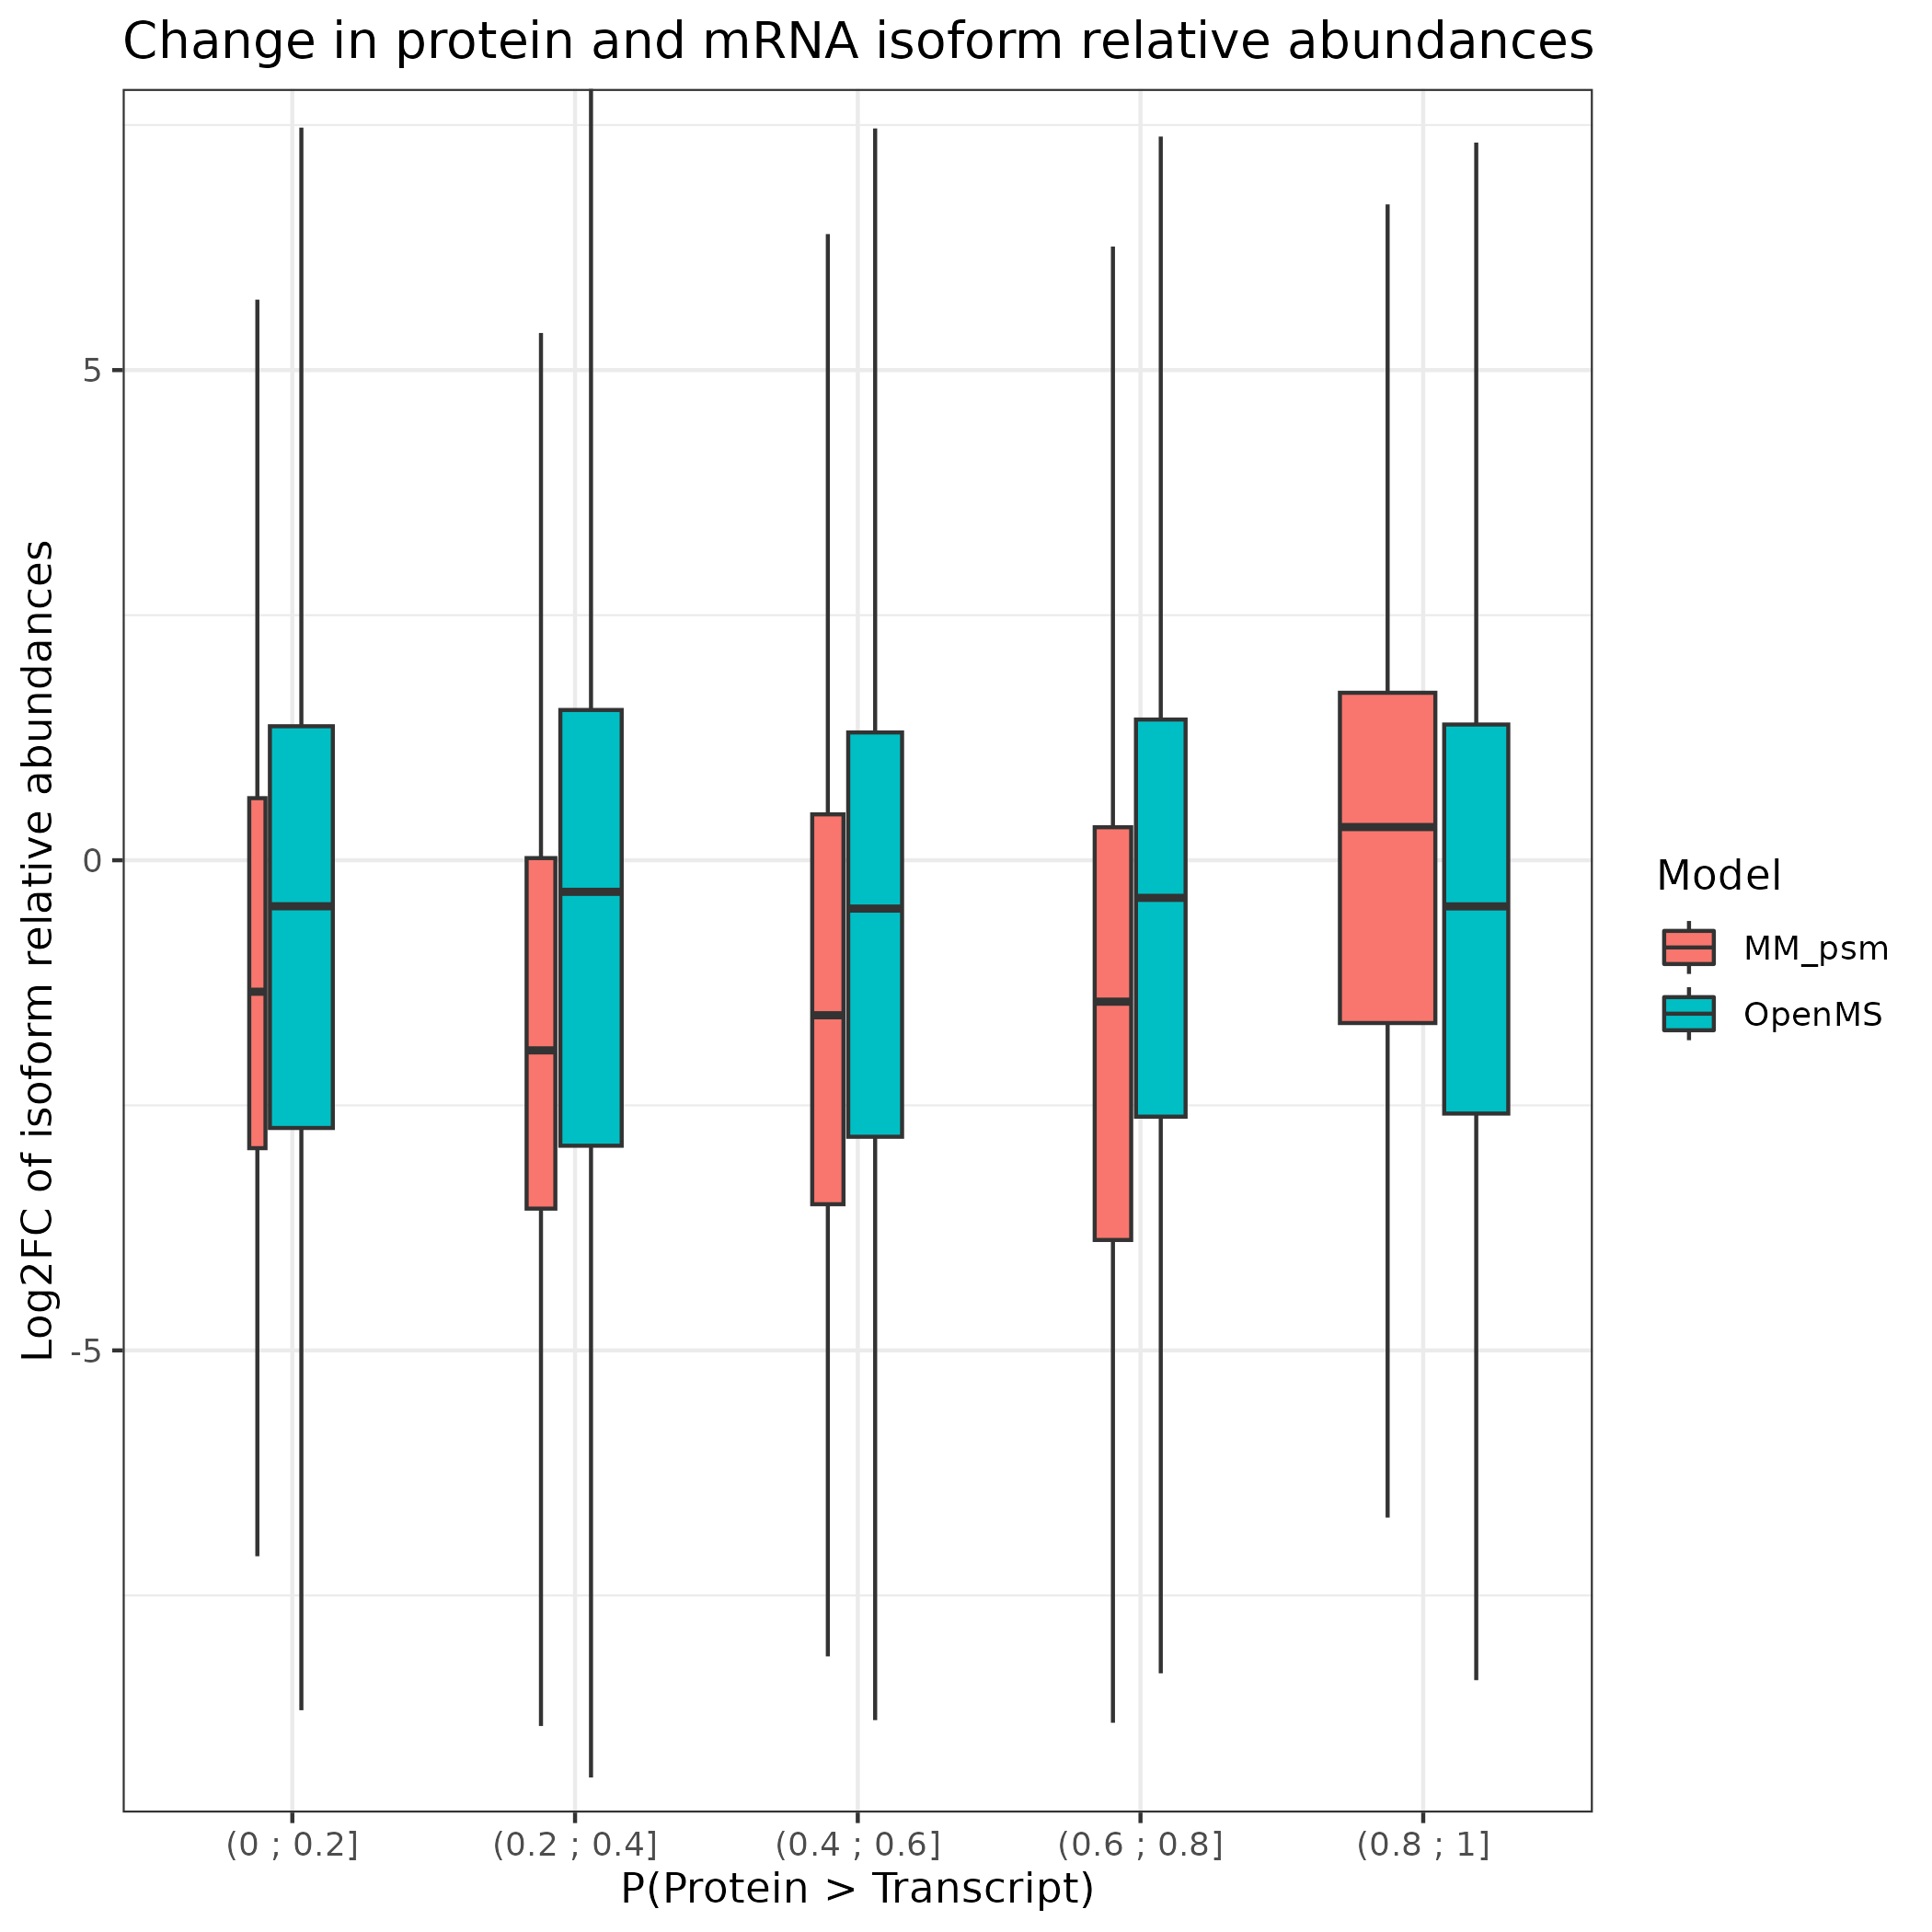 Change in protein and mRNA isoform relative abundances
Log2FC of isoform relative abundances
5
0
-5
(0 ; 0.2]
(0.2 ; 0.4]
(0.4 ; 0.6]
(0.6 ; 0.8]
(0.8 ; 1]
P(Protein > Transcript)
Model
MM_psm
OpenMS